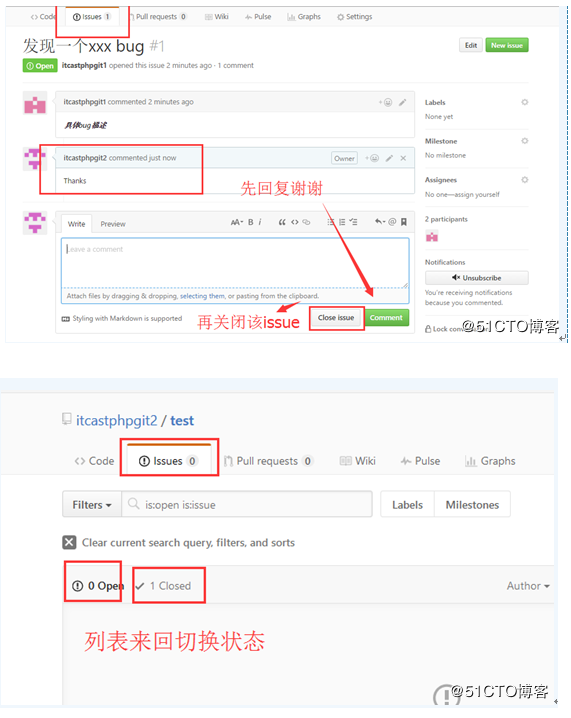 Code Issues 1 Pull requests 0 Wiki Pulse Graphs Settings
发现一个xxx bug #1
Edit New issue
Open itcastphpgit1 opened this issue 2 minutes ago · 1 comment
itcastphpgit1 commented 2 minutes ago
具体bug描述
itcastphpgit2 commented just now Owner
Thanks
先回复谢谢
Labels
None yet
Milestone
No milestone
Assignees
No one—assign yourself
2 participants
Notifications
Unsubscribe
You're receiving notifications
because you commented.
Lock
Write Preview
AA B i
Leave a comment
Attach files by dragging & dropping, selecting them, or pasting from the clipboard.
Styling with Markdown is supported
再关闭该issue
Close issue Comment
@51CTO博客
itcastphpgit2 / test
Code Issues 0 Pull requests 0 Wiki Pulse Graphs
Filters is:open is:issue Labels Milestones
Clear current search query, filters, and sorts
0 Open 1 Closed Author
列表来回切换状态
@51CTO博客